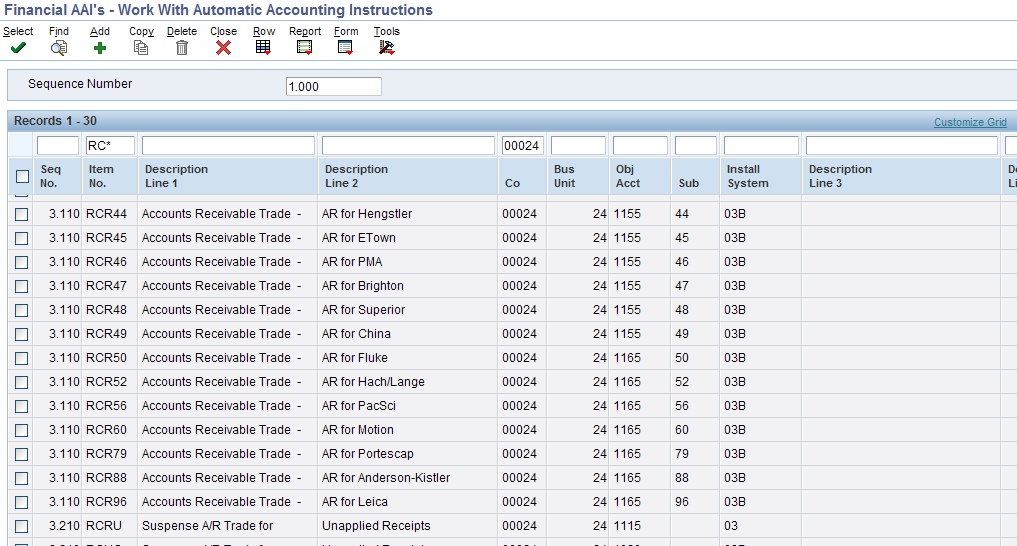 Financial AAI's - Work With Automatic Accounting Instructions
Select Find Add Copy Delete Close Row Report Form Tools
Sequence Number 1.000
Records 1 - 30 Customize Grid
RC* 00024
Seq No. Item No. Description Line 1 Description Line 2 Co Bus Unit Obj Acct Sub Install System Description Line 3
3.110 RCR44 Accounts Receivable Trade - AR for Hengstler 00024 24 1155 44 03B
3.110 RCR45 Accounts Receivable Trade - AR for ETown 00024 24 1155 45 03B
3.110 RCR46 Accounts Receivable Trade - AR for PMA 00024 24 1155 46 03B
3.110 RCR47 Accounts Receivable Trade - AR for Brighton 00024 24 1155 47 03B
3.110 RCR48 Accounts Receivable Trade - AR for Superior 00024 24 1155 48 03B
3.110 RCR49 Accounts Receivable Trade - AR for China 00024 24 1155 49 03B
3.110 RCR50 Accounts Receivable Trade - AR for Fluke 00024 24 1165 50 03B
3.110 RCR52 Accounts Receivable Trade - AR for Hach/Lange 00024 24 1165 52 03B
3.110 RCR56 Accounts Receivable Trade - AR for PacSci 00024 24 1165 56 03B
3.110 RCR60 Accounts Receivable Trade - AR for Motion 00024 24 1165 60 03B
3.110 RCR79 Accounts Receivable Trade - AR for Portescap 00024 24 1165 79 03B
3.110 RCR88 Accounts Receivable Trade - AR for Anderson-Kistler 00024 24 1165 88 03B
3.110 RCR96 Accounts Receivable Trade - AR for Leica 00024 24 1165 96 03B
3.210 RCRU Suspense A/R Trade for Unapplied Receipts 00024 24 1115 03